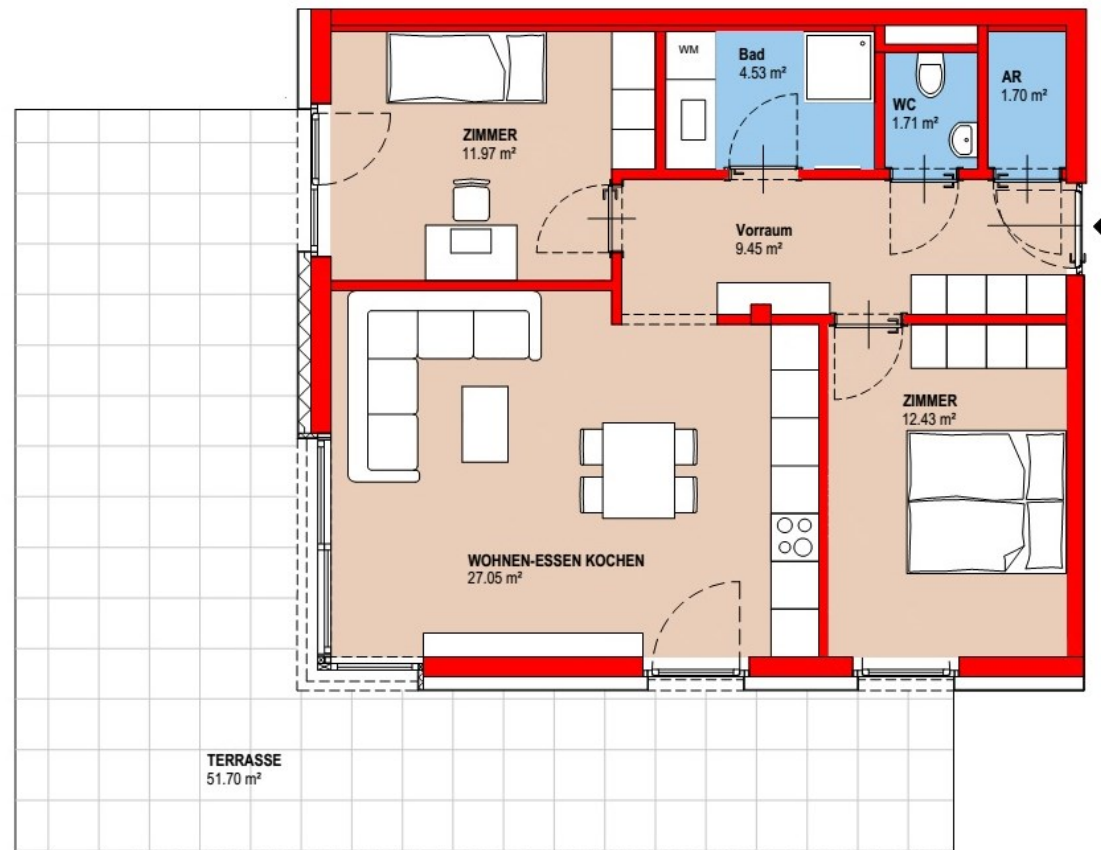 WM
Bad
4.53 m²
WC
1.71 m²
AR
1.70 m²
ZIMMER
11.97 m²
Vorraum
9.45 m²
ZIMMER
12.43 m²
WOHNEN-ESSEN KOCHEN
27.05 m²
TERRASSE
51.70 m²